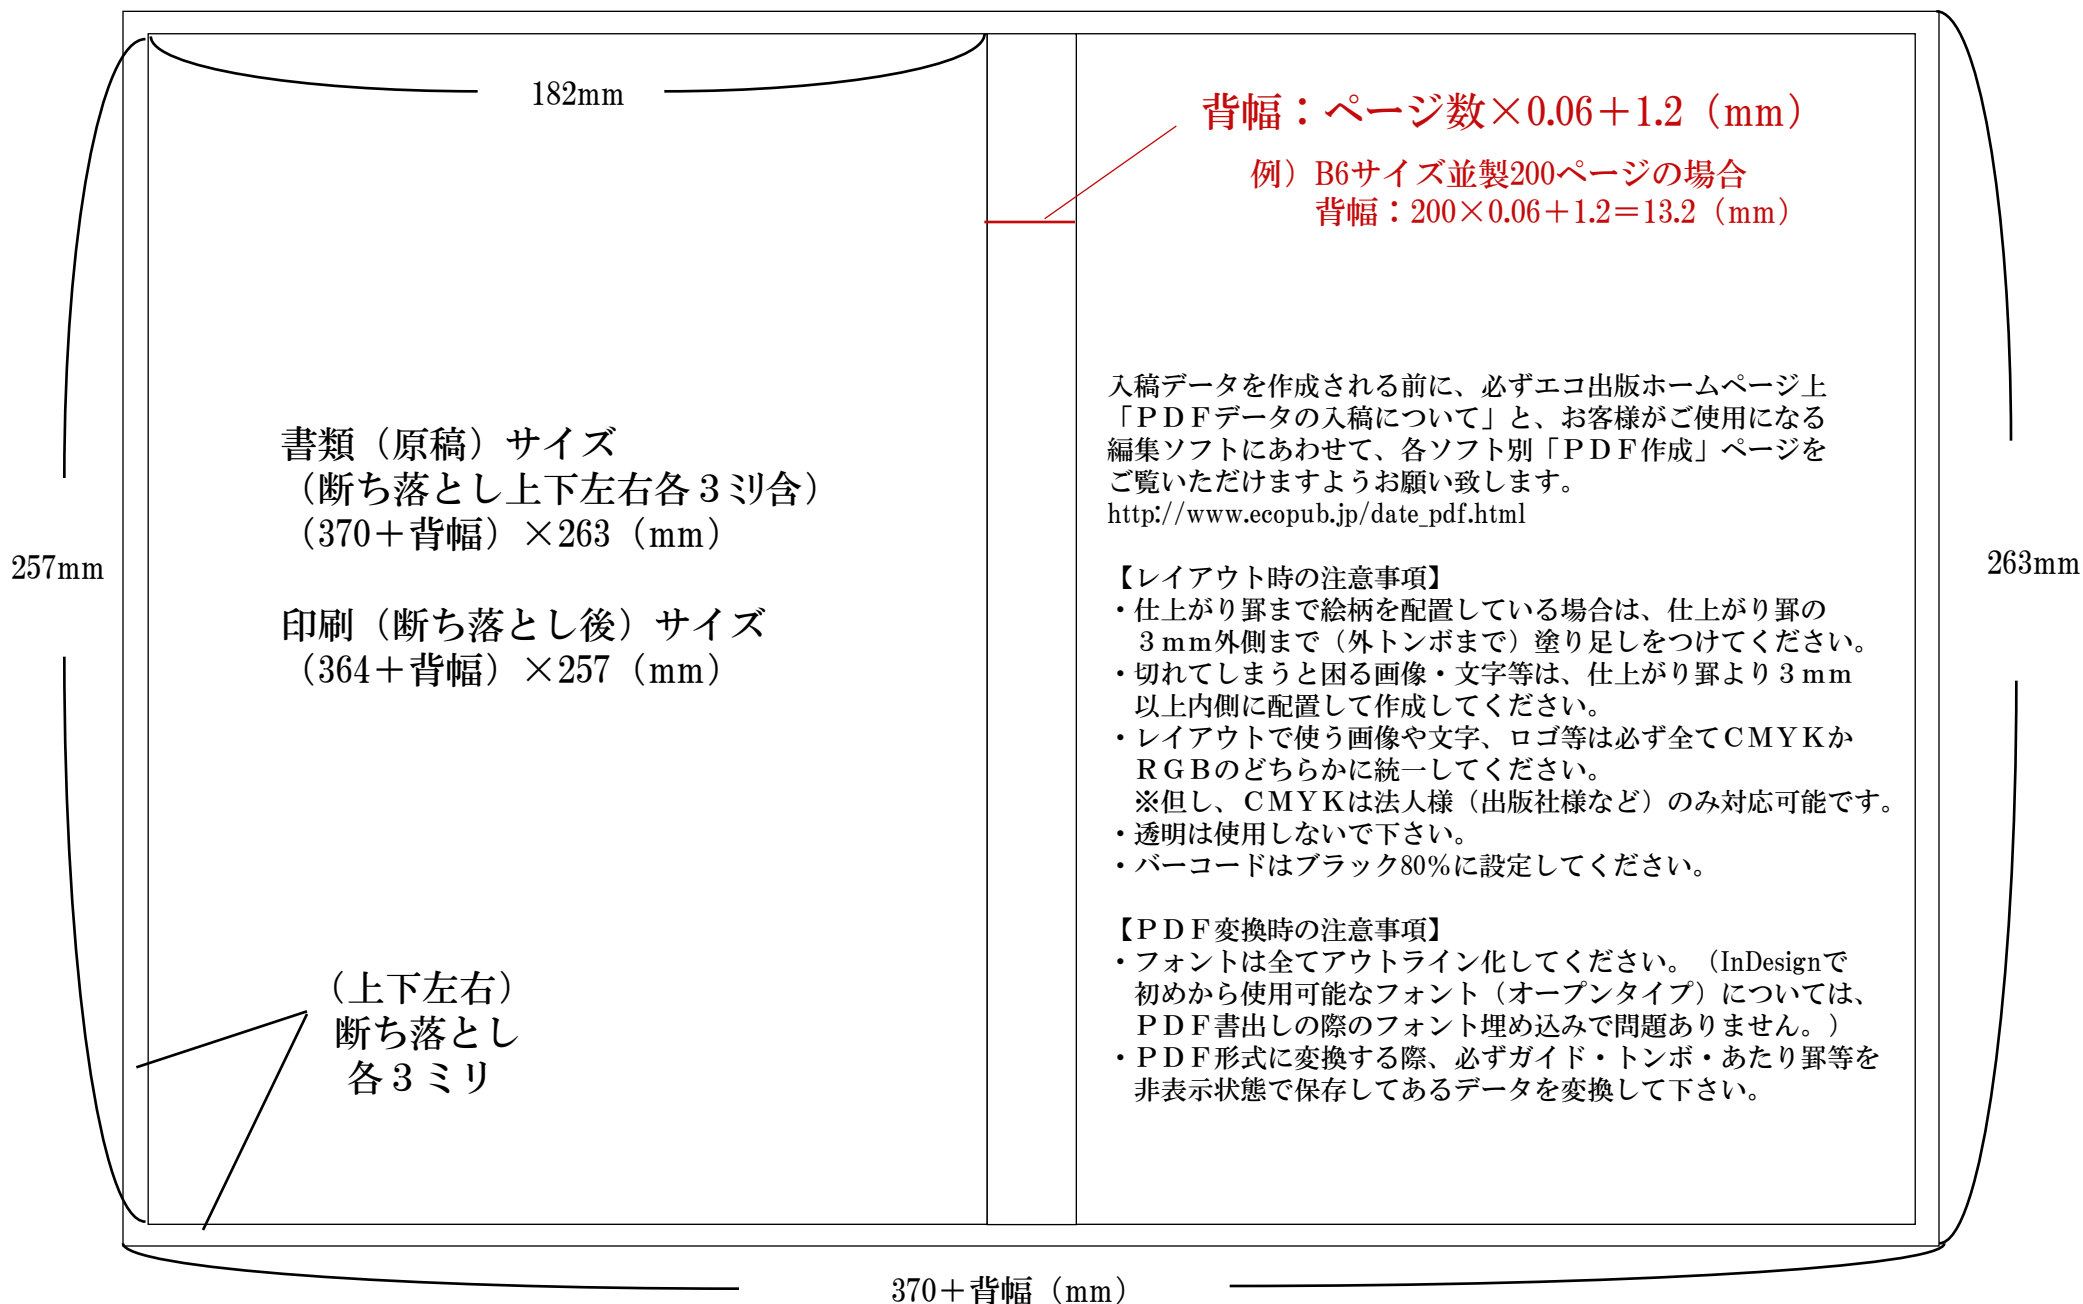 182mm
背幅：ページ数×0.06＋1.2（mm）
例）B6サイズ並製200ページの場合
背幅：200×0.06＋1.2＝13.2（mm）
書類（原稿）サイズ
（断ち落とし上下左右各３ミリ含）
（370＋背幅）×263（mm）
印刷（断ち落とし後）サイズ
（364＋背幅）×257（mm）
257mm
（上下左右）
断ち落とし
各３ミリ
入稿データを作成される前に、必ずエコ出版ホームページ上
「ＰＤＦデータの入稿について」と、お客様がご使用になる
編集ソフトにあわせて、各ソフト別「ＰＤＦ作成」ページを
ご覧いただけますようお願い致します。
http://www.ecopub.jp/date_pdf.html
【レイアウト時の注意事項】
・仕上がり罫まで絵柄を配置している場合は、仕上がり罫の
３ｍｍ外側まで（外トンボまで）塗り足しをつけてください。
・切れてしまうと困る画像・文字等は、仕上がり罫より３ｍｍ
以上内側に配置して作成してください。
・レイアウトで使う画像や文字、ロゴ等は必ず全てＣＭＹＫか
ＲＧＢのどちらかに統一してください。
※但し、ＣＭＹＫは法人様（出版社様など）のみ対応可能です。
・透明は使用しないで下さい。
・バーコードはブラック80%に設定してください。
【ＰＤＦ変換時の注意事項】
・フォントは全てアウトライン化してください。（InDesignで
初めから使用可能なフォント（オープンタイプ）については、
ＰＤＦ書出しの際のフォント埋め込みで問題ありません。）
・ＰＤＦ形式に変換する際、必ずガイド・トンボ・あたり罫等を
非表示状態で保存してあるデータを変換して下さい。
263mm
370＋背幅（mm）